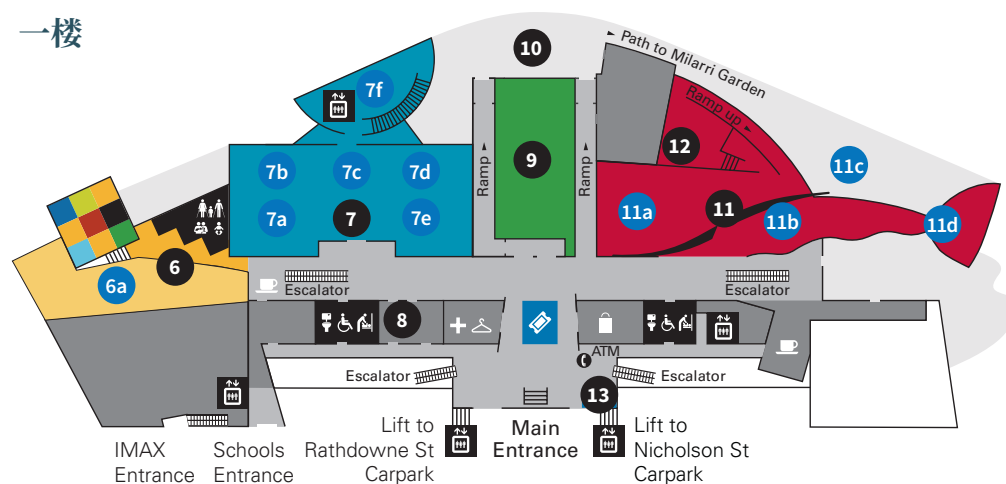 一楼
10
Path to Milarri Garden
7f
Ramp up
12
9
7b
7c
7d
Ramp
Ramp
11c
7a
7
7e
11a
11
11b
11d
6
6a
Escalator
Escalator
8
ATM
Escalator
Escalator
13
IMAX
Entrance
Schools
Entrance
Lift to
Rathdowne St
Carpark
Main
Entrance
Lift to
Nicholson St
Carpark